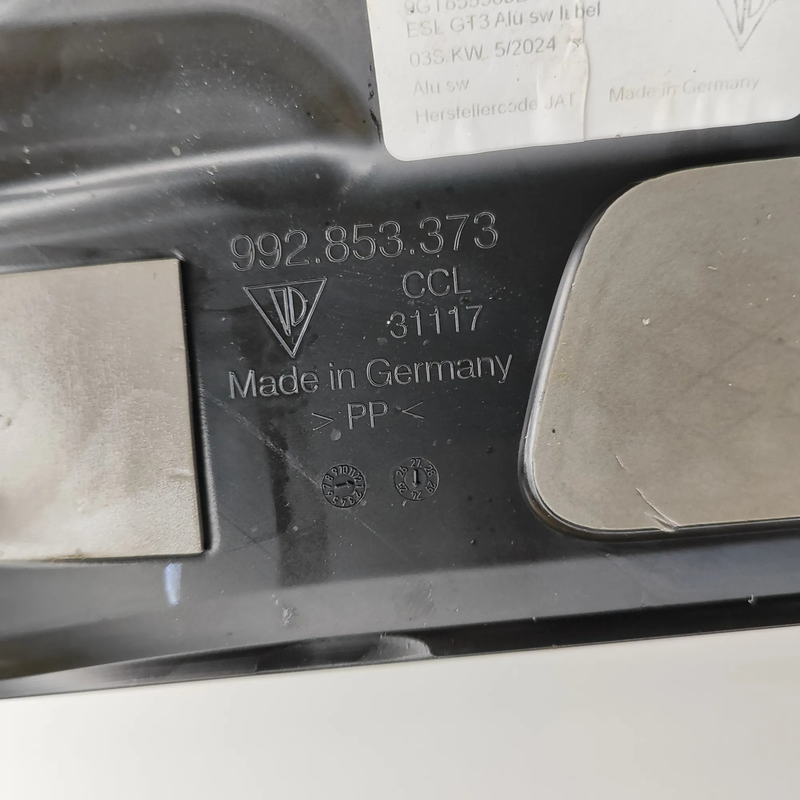 ESL GT3 Alu sw li bel
03S.KW 5/2024
Alu sw
Herstellercode JAT Made in Germany
992.853.373
CCL
31117
Made in Germany
> PP <